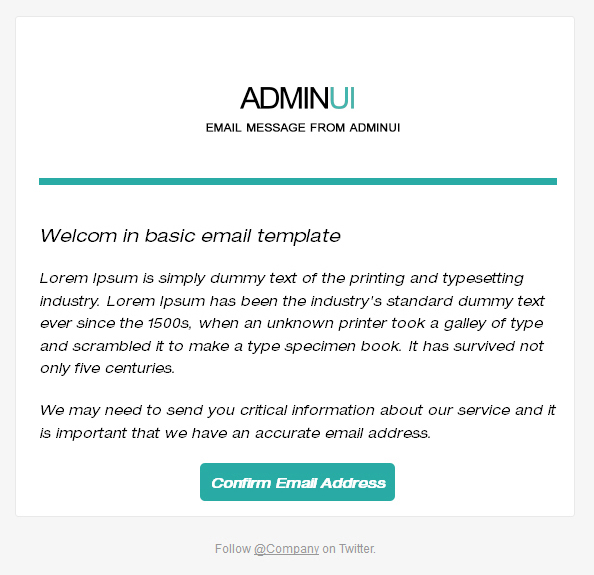 ADMINUI
EMAIL MESSAGE FROM ADMINUI
Welcom in basic email template
Lorem Ipsum is simply dummy text of the printing and typesetting
industry. Lorem Ipsum has been the industry's standard dummy text
ever since the 1500s, when an unknown printer took a galley of type
and scrambled it to make a type specimen book. It has survived not
only five centuries.
We may need to send you critical information about our service and it
is important that we have an accurate email address.
Confirm Email Address
Follow @Company on Twitter.